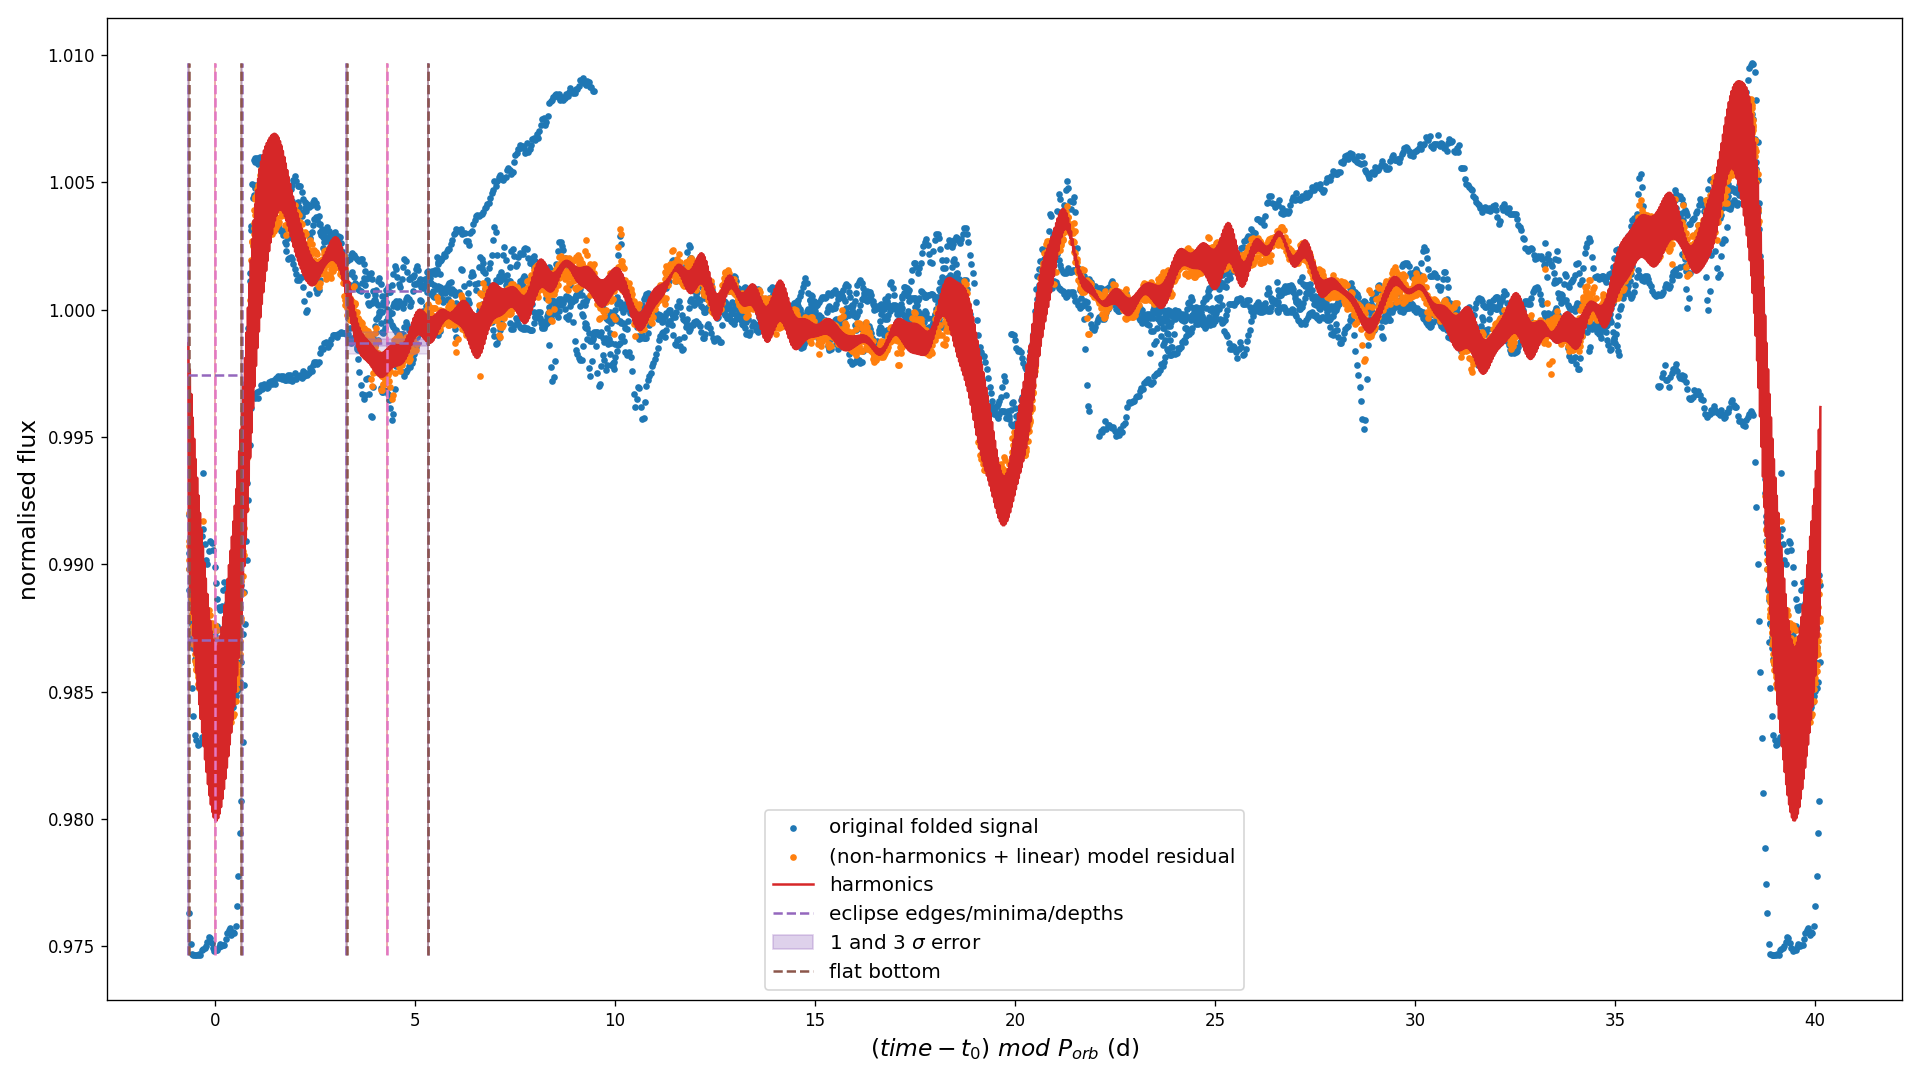 normalised flux
1.010
1.005
1.000
0.995
0.990
0.985
0.980
0.975
0
5
10
15
20
25
30
35
40
(time − t₀) mod Pₒᵣb (d)
original folded signal
(non-harmonics + linear) model residual
harmonics
eclipse edges/minima/depths
1 and 3 σ error
flat bottom